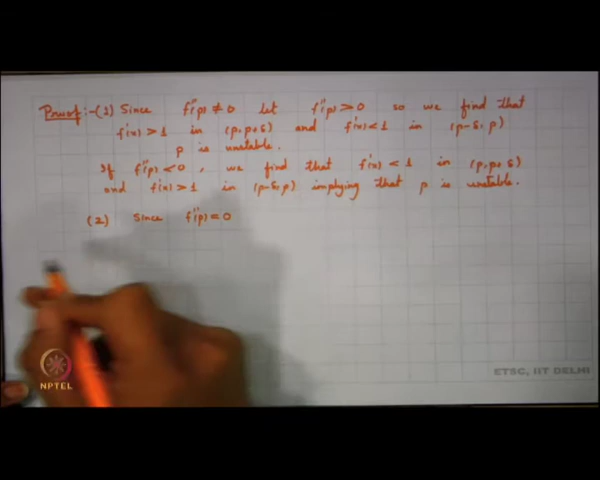 Proof:-(1) Since f''(p) ≠ 0 let f''(p) > 0 so we find that
f'(x) > 1 in (p, p+δ) and f'(x) < 1 in (p-δ, p)
p is unstable.
If f''(p) < 0, we find that f'(x) < 1 in (p, p+δ)
and f'(x) > 1 in (p-δ, p) implying that p is unstable.
(2) Since f''(p) = 0
NPTEL
ETSC, IIT DELHI